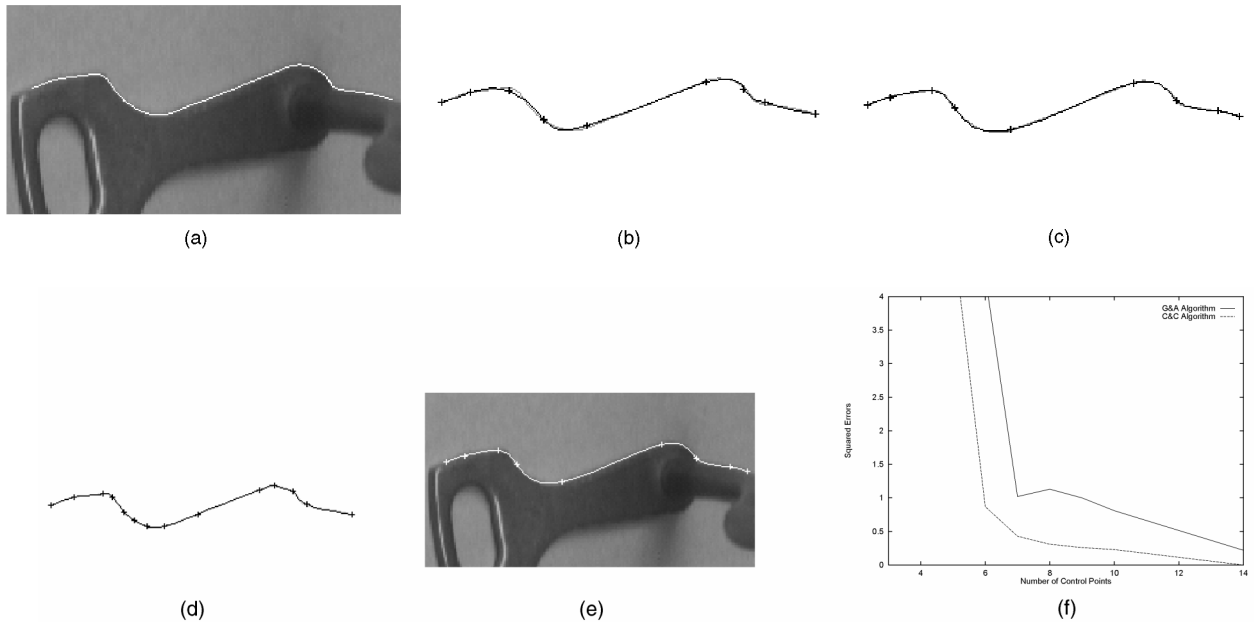 (a)
(b)
(c)
(d)
(e)
4
3.5
3
2.5
2
1.5
1
0.5
0
Squared Errors
G&A Algorithm
C&C Algorithm
4
6
8
10
12
14
Number of Control Points
(f)